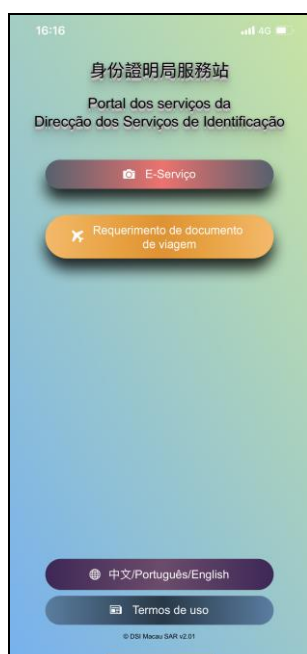 16:16
4G
身份證明局服務站
Portal dos serviços da
Direcção dos Serviços de Identificação
E-Serviço
Requerimento de documento
de viagem
中文/Português/English
Termos de uso
© DSI Macau SAR v2.01